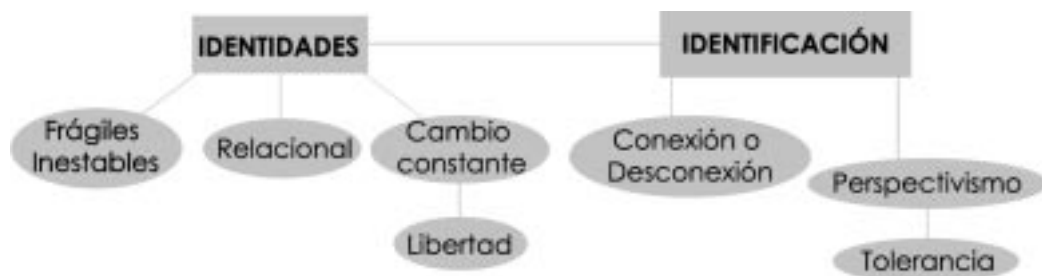 IDENTIDADES
IDENTIFICACIÓN
Frágiles
Inestables
Relacional
Cambio
constante
Libertad
Conexión o
Desconexión
Perspectivismo
Tolerancia